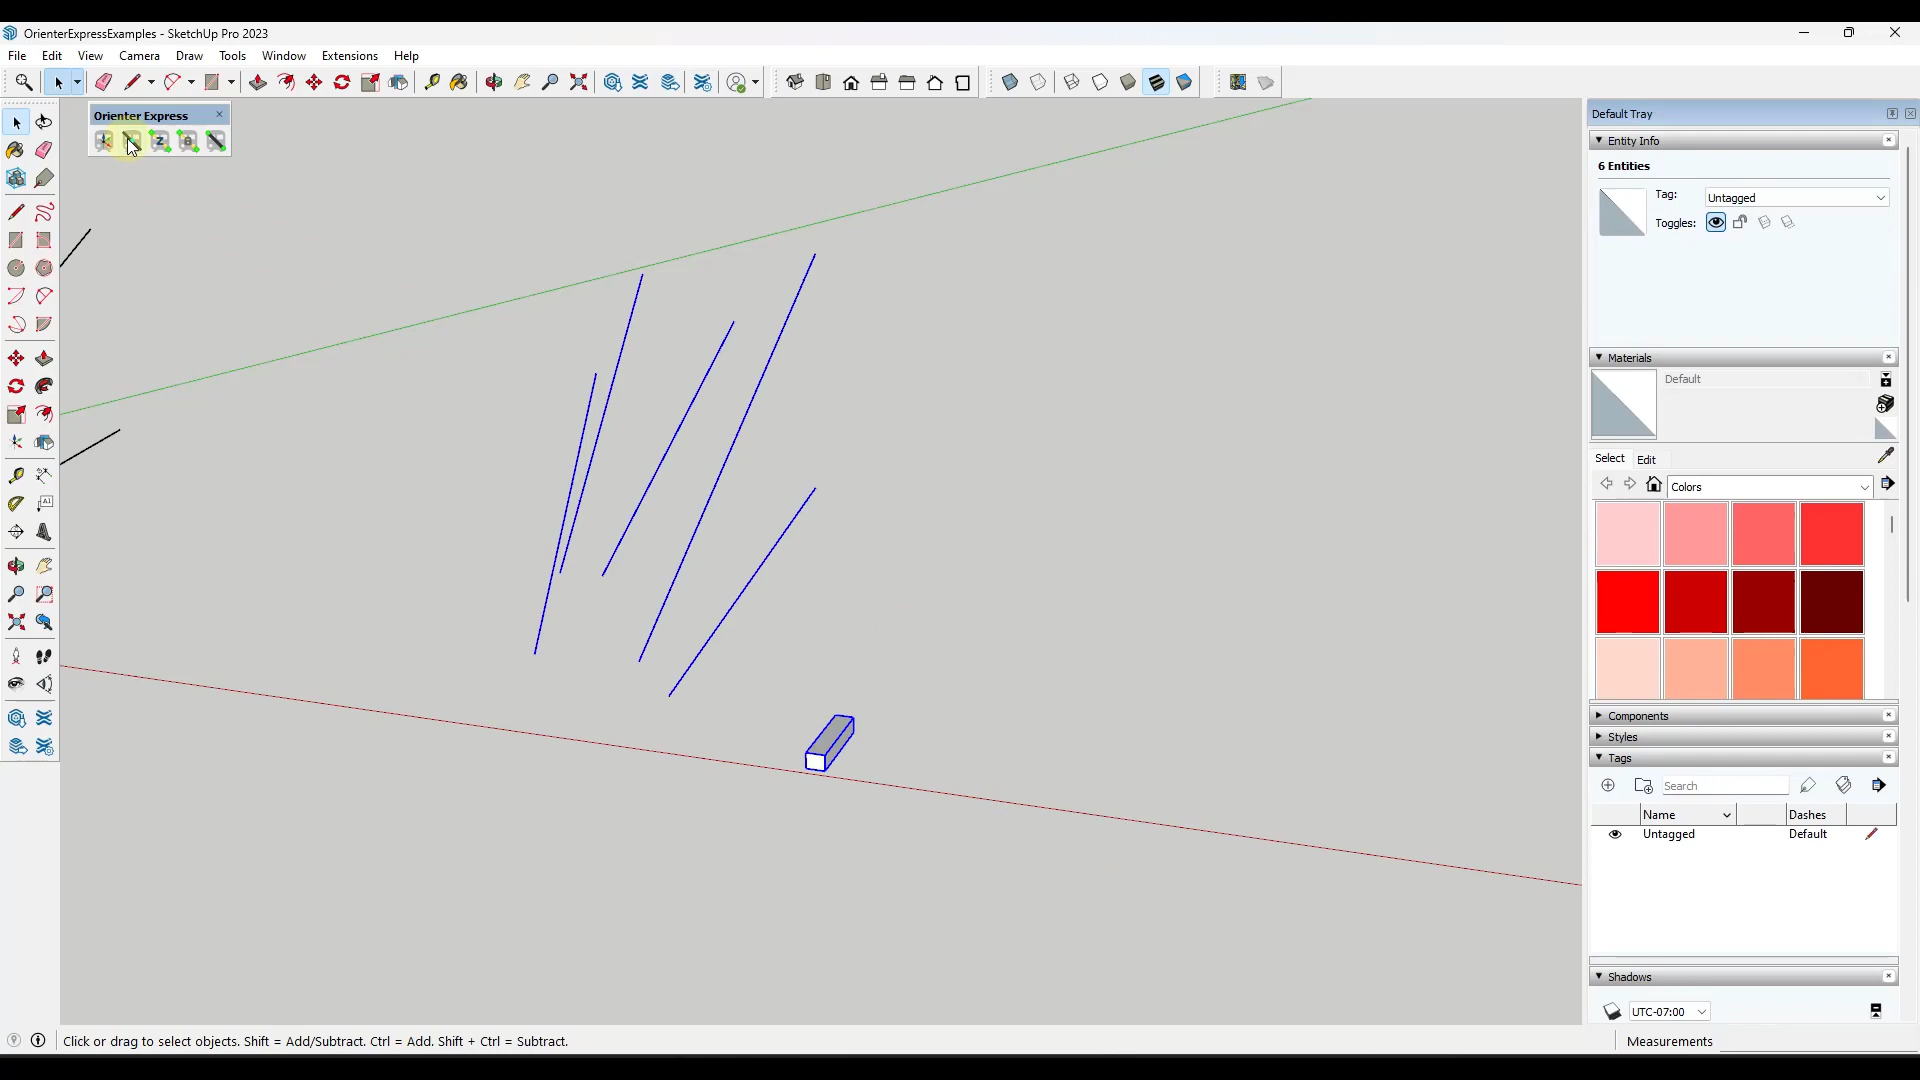 OrienterExpressExamples - SketchUp Pro 2023
File Edit View Camera Draw Tools Window Extensions Help
Orienter Express
Z
A1
Default Tray
Entity Info
6 Entities
Tag: Untagged
Toggles:
Materials
Default
Select Edit
Colors
Components
Styles
Tags
Search
Name Dashes
Untagged Default
Shadows
UTC-07:00
Click or drag to select objects. Shift = Add/Subtract. Ctrl = Add. Shift + Ctrl = Subtract.
Measurements